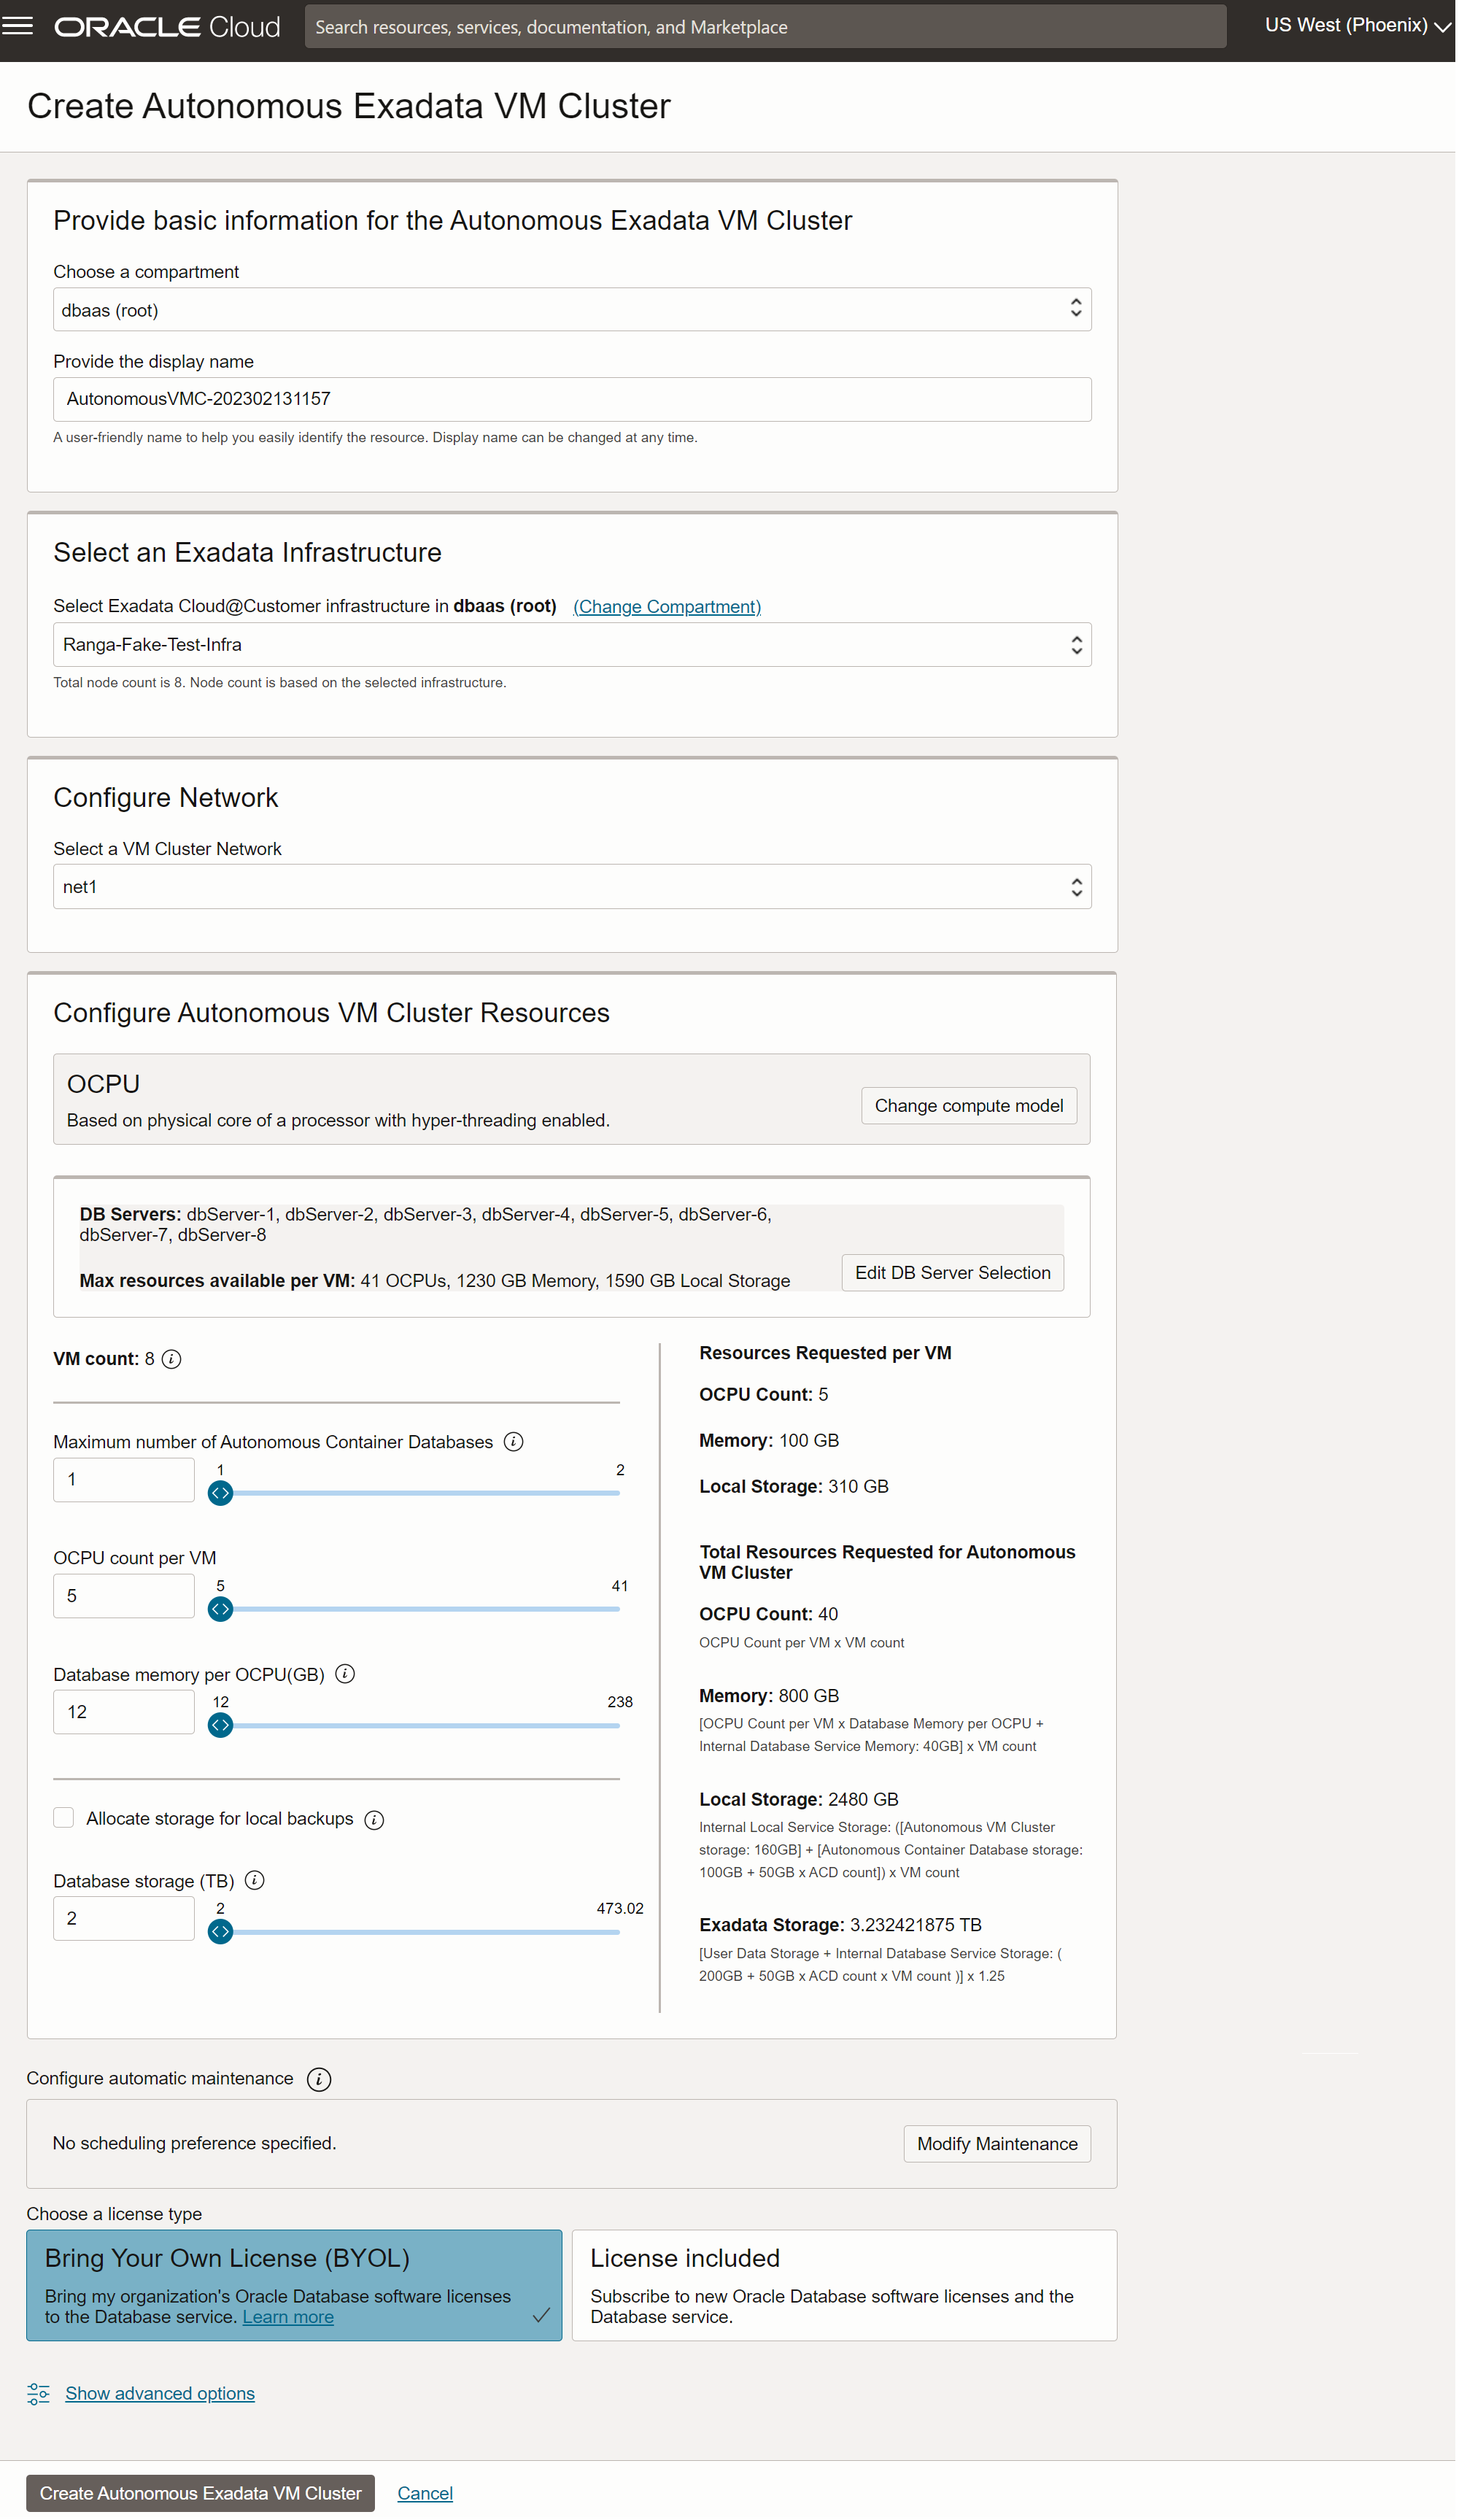 ORACLE Cloud
Search resources, services, documentation, and Marketplace
US West (Phoenix)
Create Autonomous Exadata VM Cluster
Provide basic information for the Autonomous Exadata VM Cluster
Choose a compartment
dbaas (root)
Provide the display name
AutonomousVMC-202302131157
A user-friendly name to help you easily identify the resource. Display name can be changed at any time.
Select an Exadata Infrastructure
Select Exadata Cloud@Customer infrastructure in dbaas (root) (Change Compartment)
Ranga-Fake-Test-Infra
Total node count is 8. Node count is based on the selected infrastructure.
Configure Network
Select a VM Cluster Network
net1
Configure Autonomous VM Cluster Resources
OCPU
Based on physical core of a processor with hyper-threading enabled.
Change compute model
DB Servers: dbServer-1, dbServer-2, dbServer-3, dbServer-4, dbServer-5, dbServer-6,
dbServer-7, dbServer-8
Max resources available per VM: 41 OCPUs, 1230 GB Memory, 1590 GB Local Storage
Edit DB Server Selection
VM count: 8
Maximum number of Autonomous Container Databases
1
1
2
OCPU count per VM
5
5
41
Database memory per OCPU(GB)
12
12
238
Allocate storage for local backups
Database storage (TB)
2
2
473.02
Resources Requested per VM
OCPU Count: 5
Memory: 100 GB
Local Storage: 310 GB
Total Resources Requested for Autonomous
VM Cluster
OCPU Count: 40
OCPU Count per VM x VM count
Memory: 800 GB
[OCPU Count per VM x Database Memory per OCPU +
Internal Database Service Memory: 40GB] x VM count
Local Storage: 2480 GB
Internal Local Service Storage: ([Autonomous VM Cluster
storage: 160GB] + [Autonomous Container Database storage:
100GB + 50GB x ACD count]) x VM count
Exadata Storage: 3.232421875 TB
[User Data Storage + Internal Database Service Storage: (
200GB + 50GB x ACD count x VM count )] x 1.25
Configure automatic maintenance
No scheduling preference specified.
Modify Maintenance
Choose a license type
Bring Your Own License (BYOL)
Bring my organization's Oracle Database software licenses
to the Database service. Learn more
License included
Subscribe to new Oracle Database software licenses and the
Database service.
Show advanced options
Create Autonomous Exadata VM Cluster
Cancel